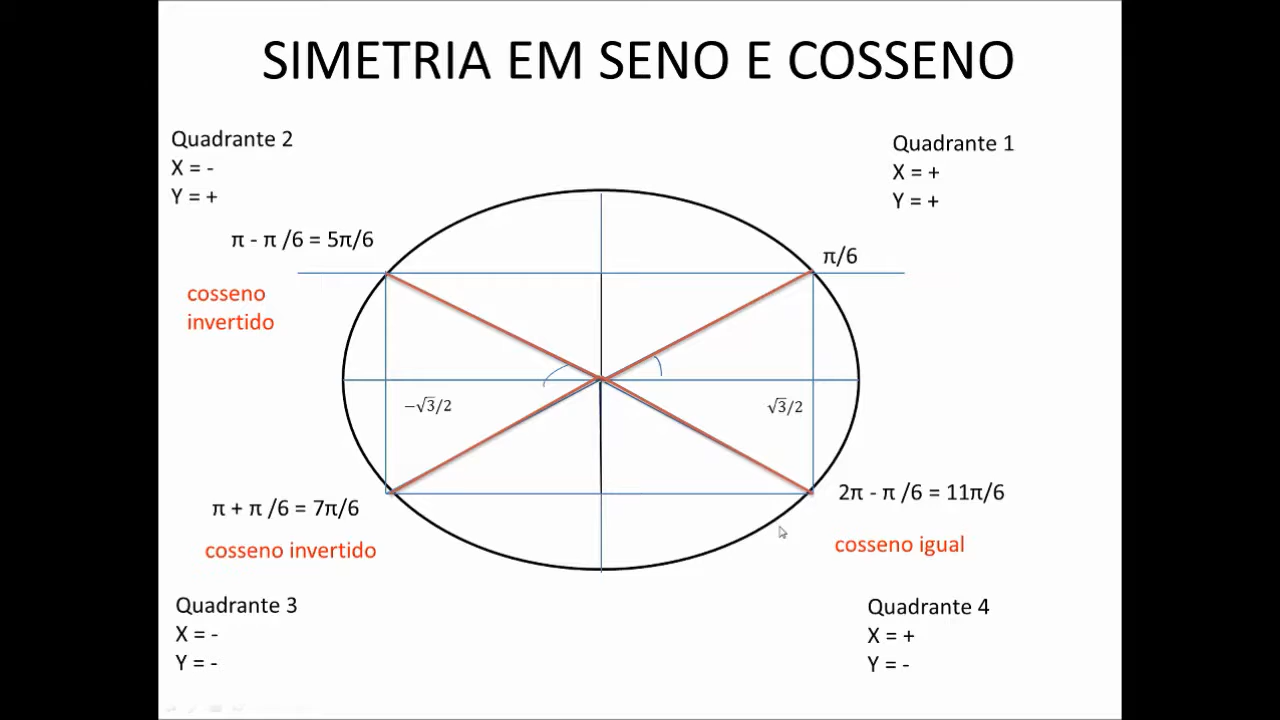 SIMETRIA EM SENO E COSSENO
Quadrante 2
X = -
Y = +
Quadrante 1
X = +
Y = +
π - π /6 = 5π/6
π/6
cosseno
invertido
−√3/2
√3/2
π + π /6 = 7π/6
2π - π /6 = 11π/6
cosseno invertido
cosseno igual
Quadrante 3
X = -
Y = -
Quadrante 4
X = +
Y = -